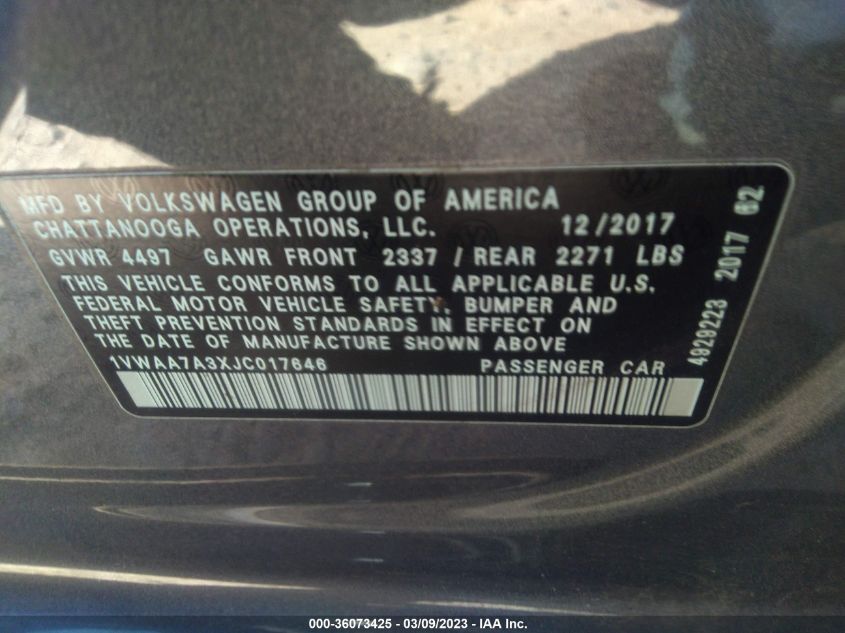 MFD BY VOLKSWAGEN GROUP OF AMERICA
CHATTANOOGA OPERATIONS, LLC. 12/2017
GVWR 4497 GAWR FRONT 2337 / REAR 2271 LBS
THIS VEHICLE CONFORMS TO ALL APPLICABLE U.S.
FEDERAL MOTOR VEHICLE SAFETY, BUMPER AND
THEFT PREVENTION STANDARDS IN EFFECT ON
THE DATE OF MANUFACTURE SHOWN ABOVE
1VWAA7A3XJC017646 PASSENGER CAR
4929223 2017 62
000-36073425 - 03/09/2023 - IAA Inc.